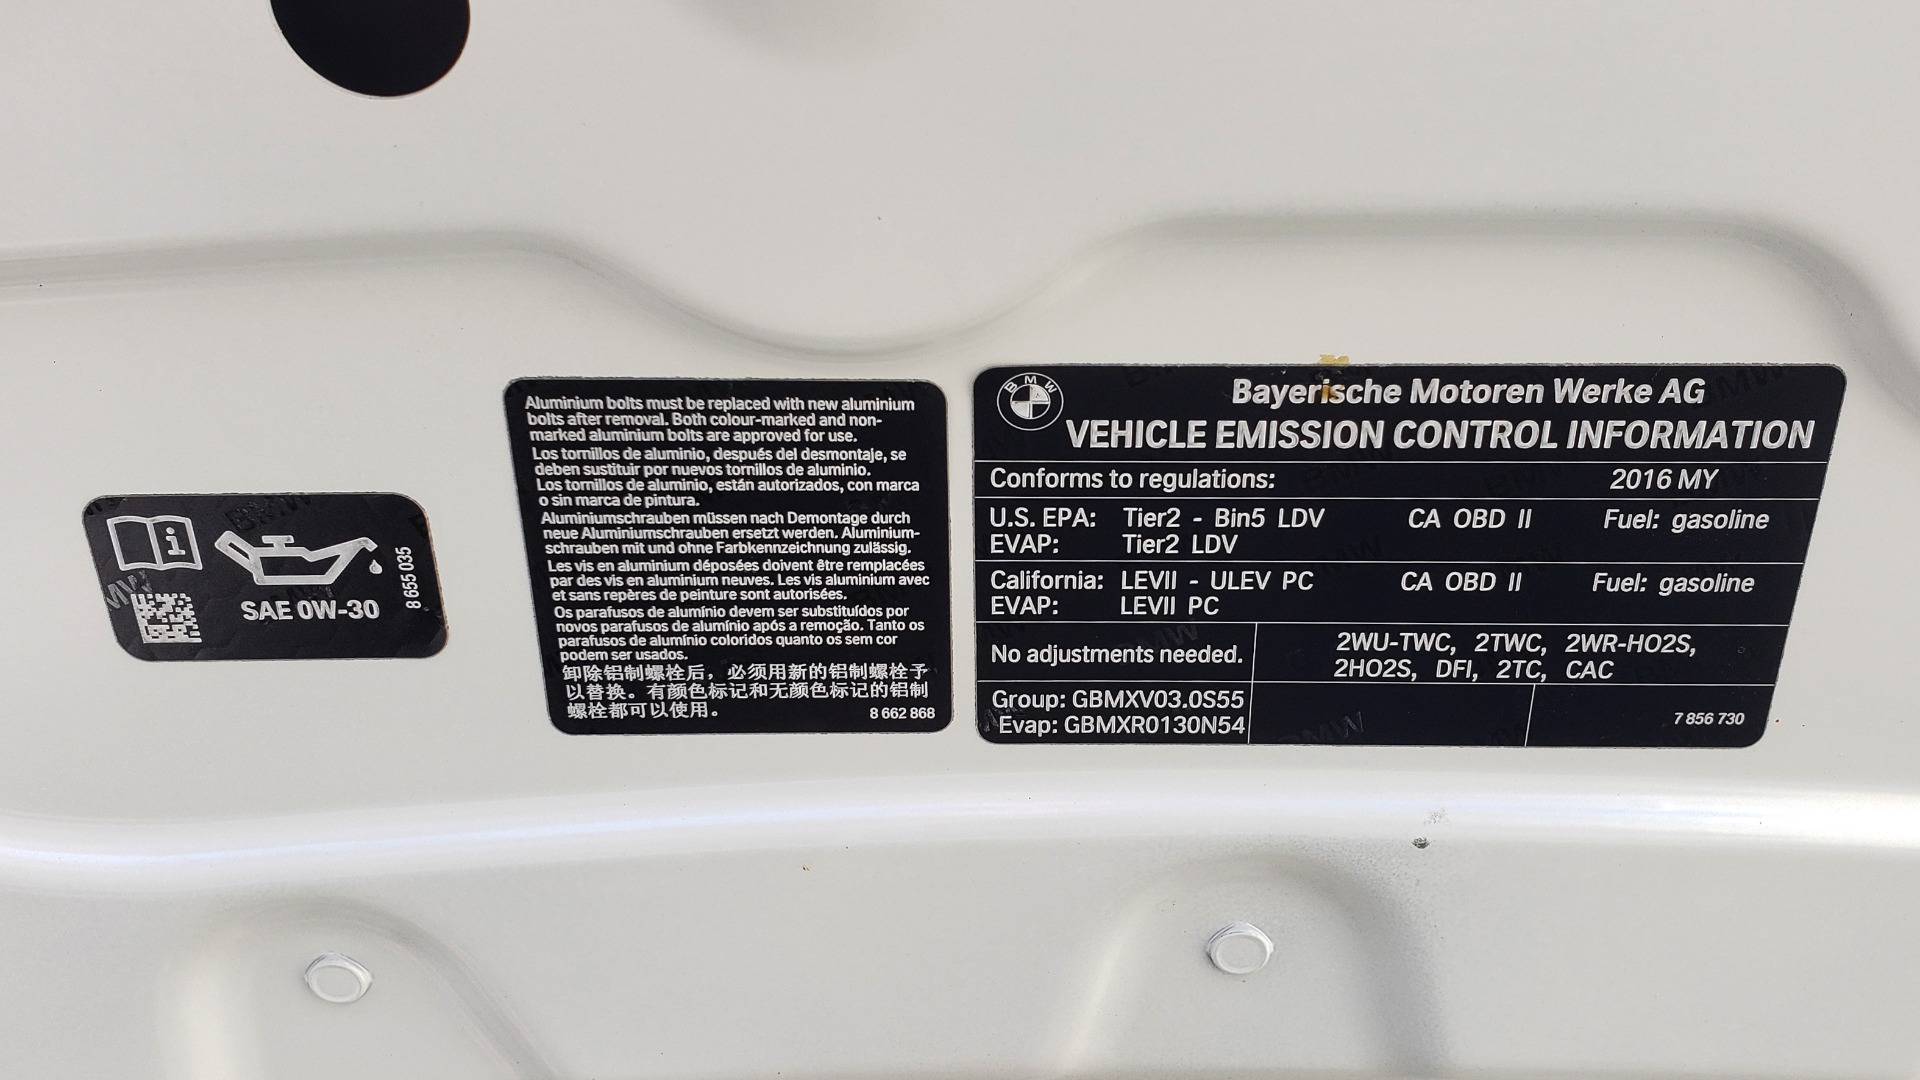 SAE 0W-30
8 655 035
Aluminium bolts must be replaced with new aluminium
bolts after removal. Both colour-marked and non-
marked aluminium bolts are approved for use.
Los tornillos de aluminio, después del desmontaje, se
deben sustituir por nuevos tornillos de aluminio.
Los tornillos de aluminio, están autorizados, con marca
o sin marca de pintura.
Aluminiumschrauben müssen nach Demontage durch
neue Aluminiumschrauben ersetzt werden. Aluminium-
schrauben mit und ohne Farbkennzeichnung zulässig.
Les vis en aluminium déposées doivent être remplacées
par des vis en aluminium neuves. Les vis aluminium avec
et sans repères de peinture sont autorisées.
Os parafusos de alumínio devem ser substituídos por
novos parafusos de alumínio após a remoção. Tanto os
parafusos de alumínio coloridos quanto os sem cor
podem ser usados.
卸除铝制螺栓后，必须用新的铝制螺栓予
以替换。有颜色标记和无颜色标记的铝制
螺栓都可以使用。
8 662 868
BMW
Bayerische Motoren Werke AG
VEHICLE EMISSION CONTROL INFORMATION
Conforms to regulations: 2016 MY
U.S. EPA: Tier2 - Bin5 LDV CA OBD II Fuel: gasoline
EVAP: Tier2 LDV
California: LEVII - ULEV PC CA OBD II Fuel: gasoline
EVAP: LEVII PC
No adjustments needed.
2WU-TWC, 2TWC, 2WR-HO2S,
2HO2S, DFI, 2TC, CAC
Group: GBMXV03.0S55
Evap: GBMXR0130N54
7 856 730